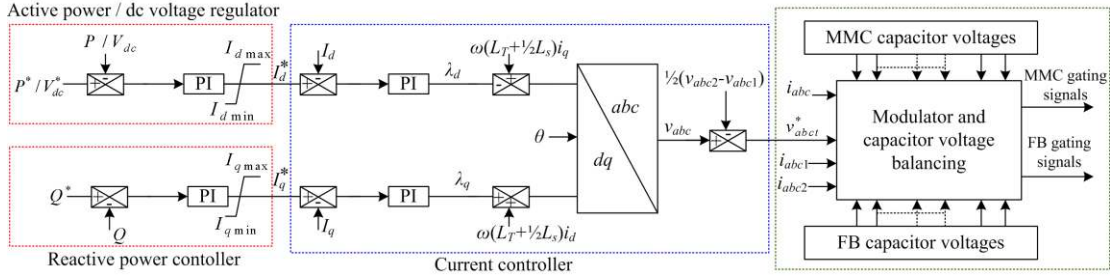 Active power / dc voltage regulator
P / V_dc
P* / V*_dc
PI
I_d max
I_d min
I*_d
I_d
PI
λ_d
ω(L_T+½L_s)i_q
Q*
Q
PI
I_q max
I_q min
I*_q
I_q
PI
λ_q
ω(L_T+½L_s)i_d
Reactive power contoller
θ
abc
dq
v_abc
½(v_abc2-v_abc1)
v*_abct
Current controller
MMC capacitor voltages
i_abc
i_abc1
i_abc2
Modulator and
capacitor voltage
balancing
MMC gating
signals
FB gating
signals
FB capacitor voltages